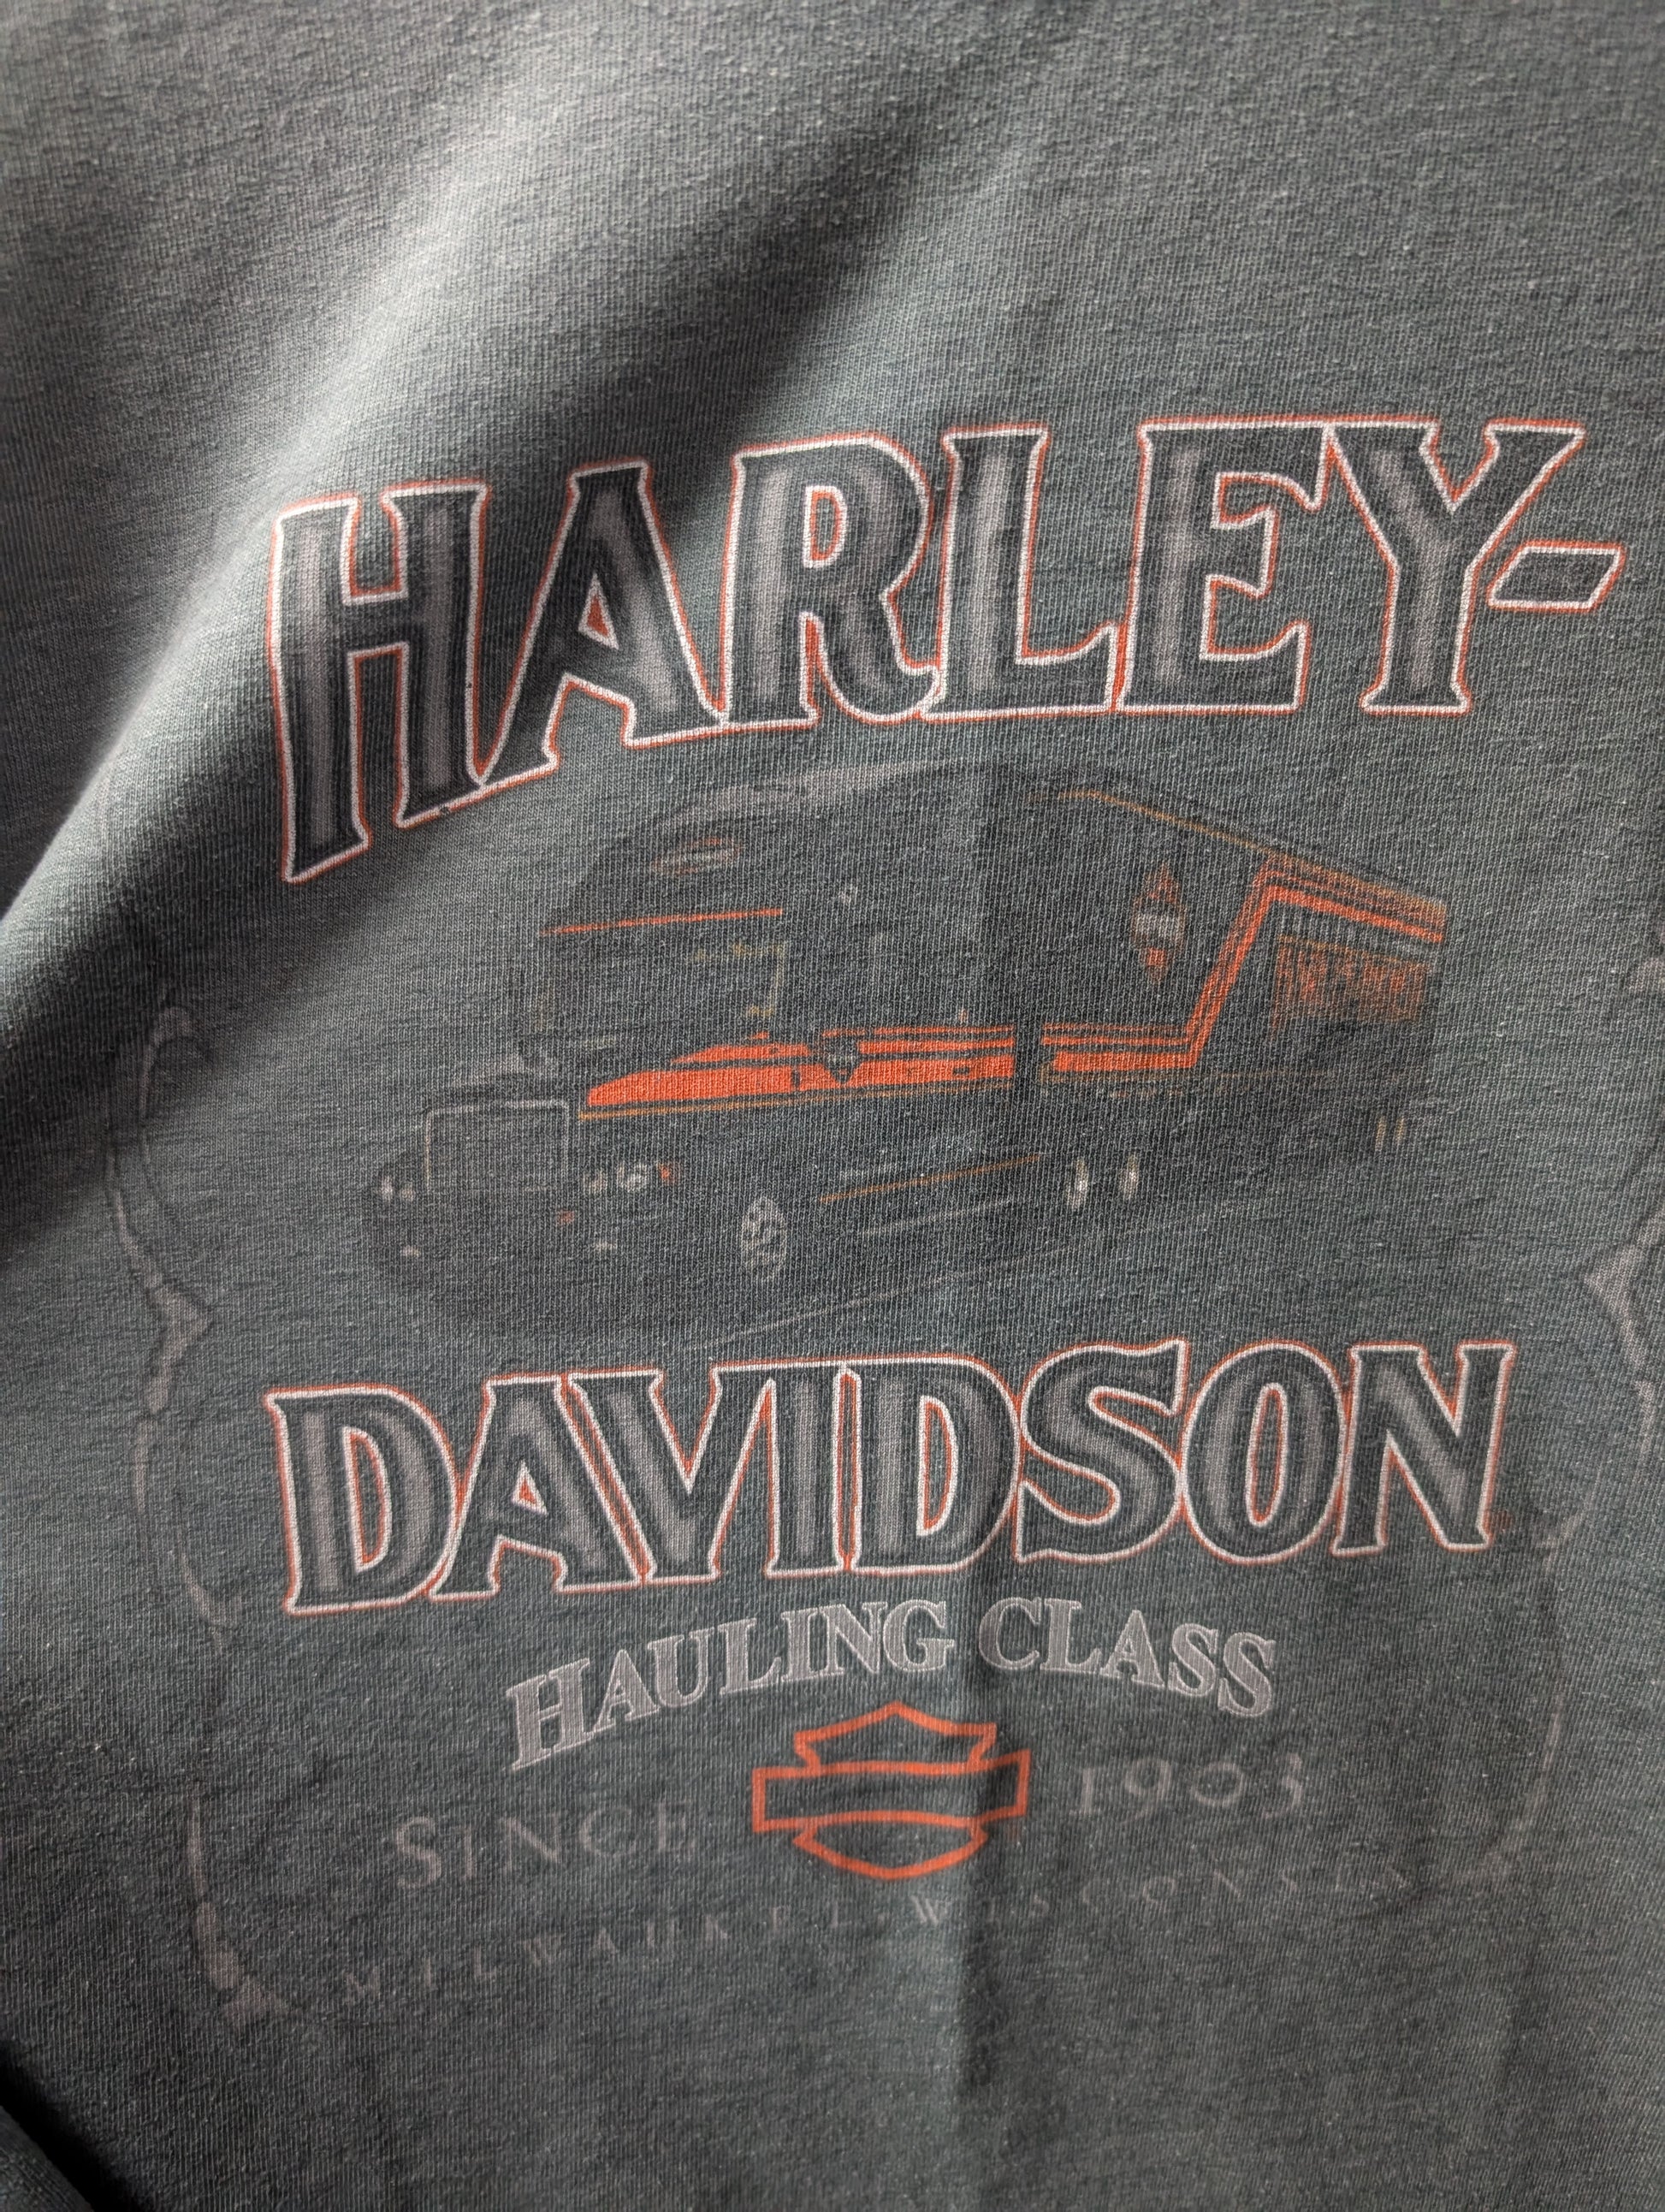 HARLEY-
DAVIDSON
HAULING CLASS
SINCE 1903
MILWAUKEE, WISCONSIN